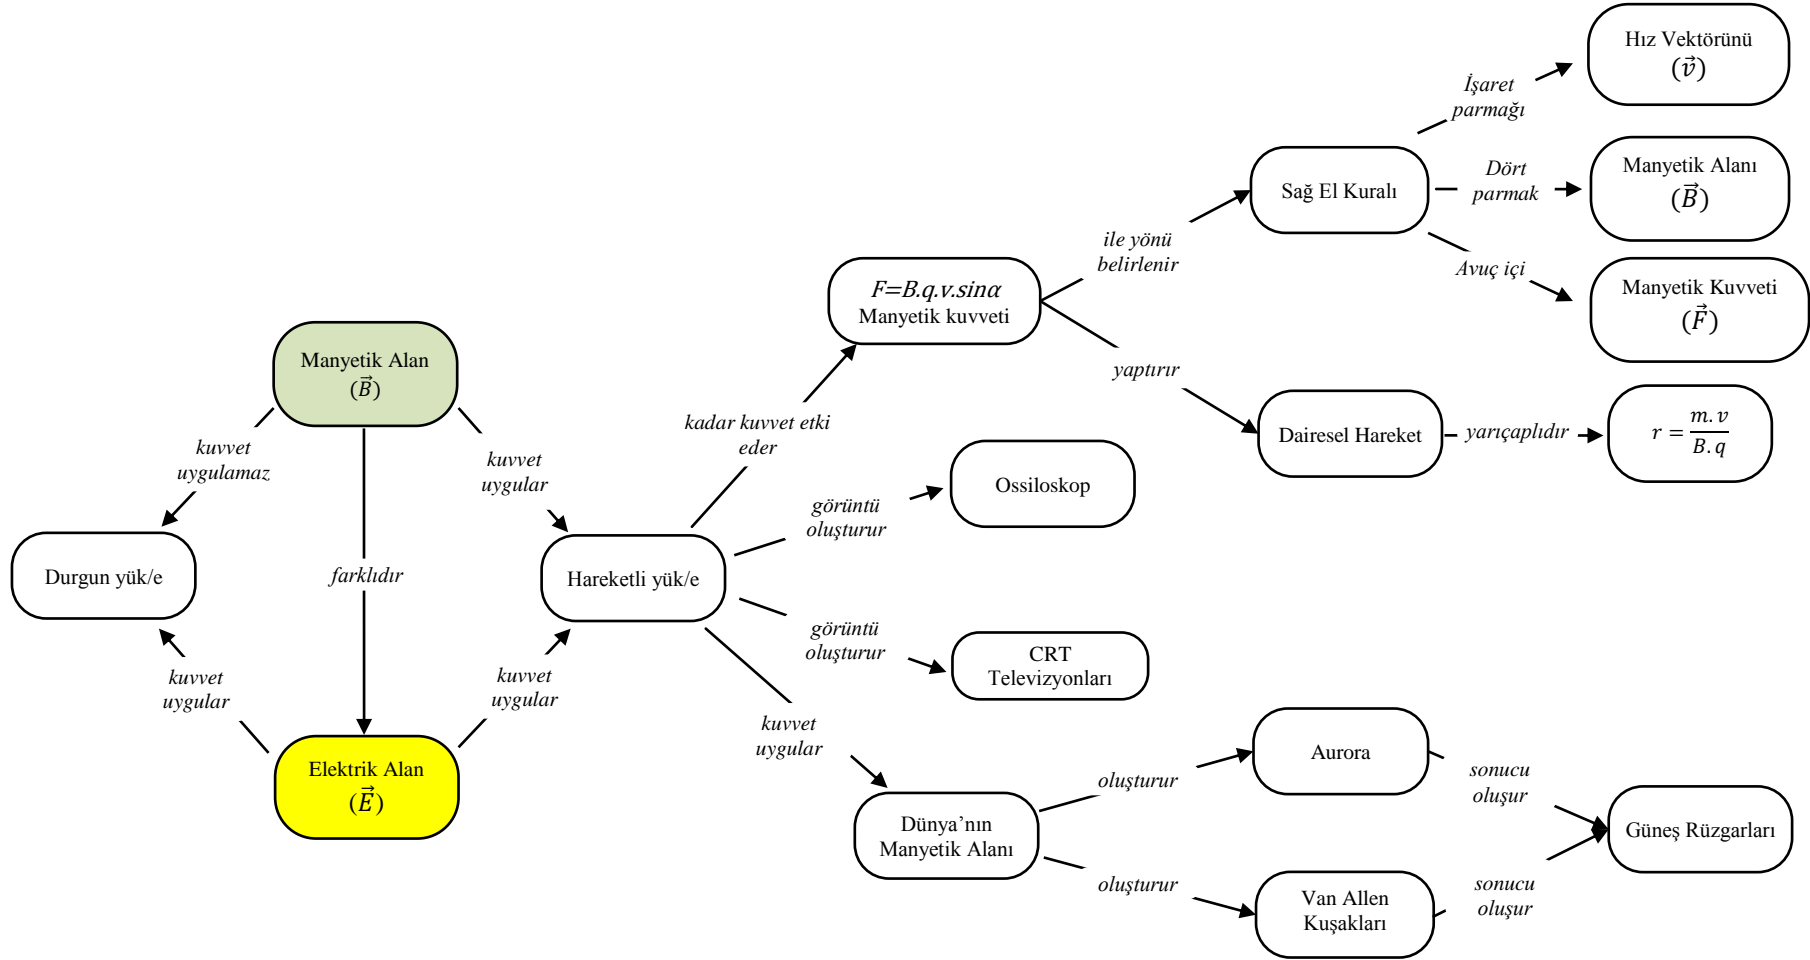 Hız Vektörünü
(v⃗)
İşaret
parmağı
Sağ El Kuralı
Dört
parmak
Manyetik Alanı
(B⃗)
Avuç içi
Manyetik Kuvveti
(F⃗)
ile yönü
belirlenir
F=B.q.v.sinα
Manyetik kuvveti
yaptırır
Dairesel Hareket
yarıçaplıdır
r = m.v / B.q
Manyetik Alan
(B⃗)
kadar kuvvet etki
eder
kuvvet
uygulamaz
kuvvet
uygular
Ossiloskop
görüntü
oluşturur
Durgun yük/e
farklıdır
Hareketli yük/e
görüntü
oluşturur
CRT
Televizyonları
kuvvet
uygular
kuvvet
uygular
kuvvet
uygular
Elektrik Alan
(E⃗)
Dünya’nın
Manyetik Alanı
oluşturur
Aurora
sonucu
oluşur
Güneş Rüzgarları
oluşturur
Van Allen
Kuşakları
sonucu
oluşur